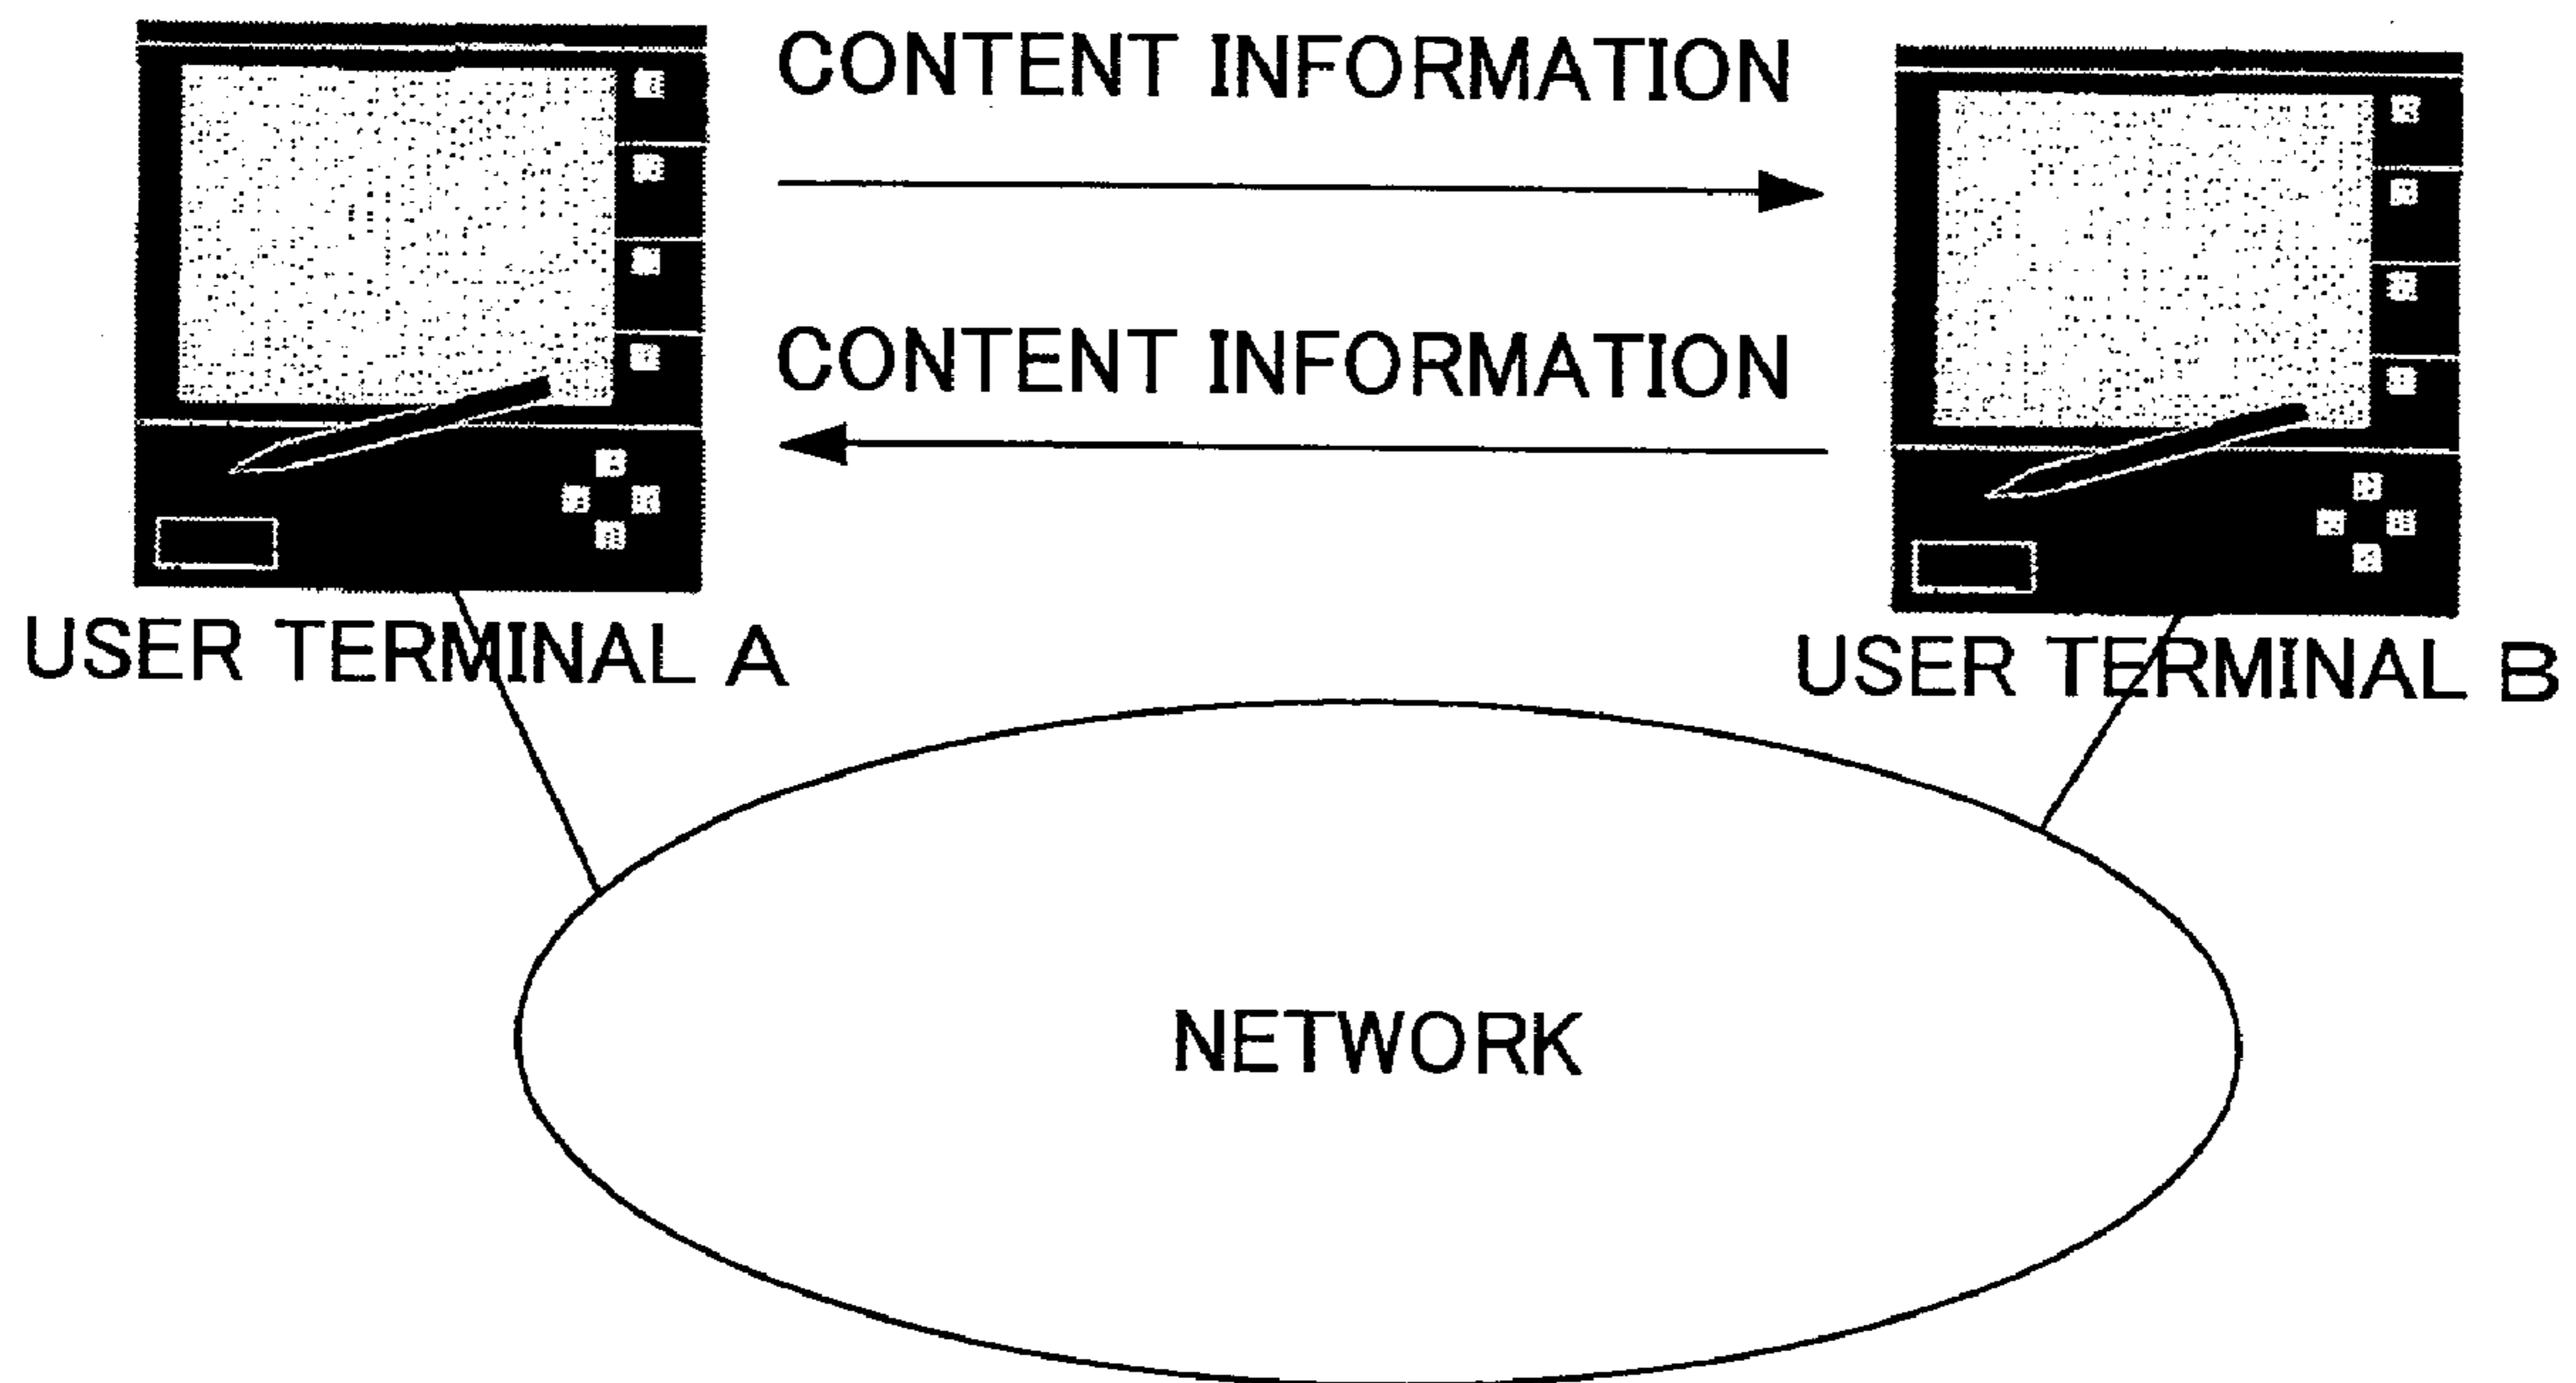 CONTENT INFORMATION
CONTENT INFORMATION
USER TERMINAL A
USER TERMINAL B
NETWORK